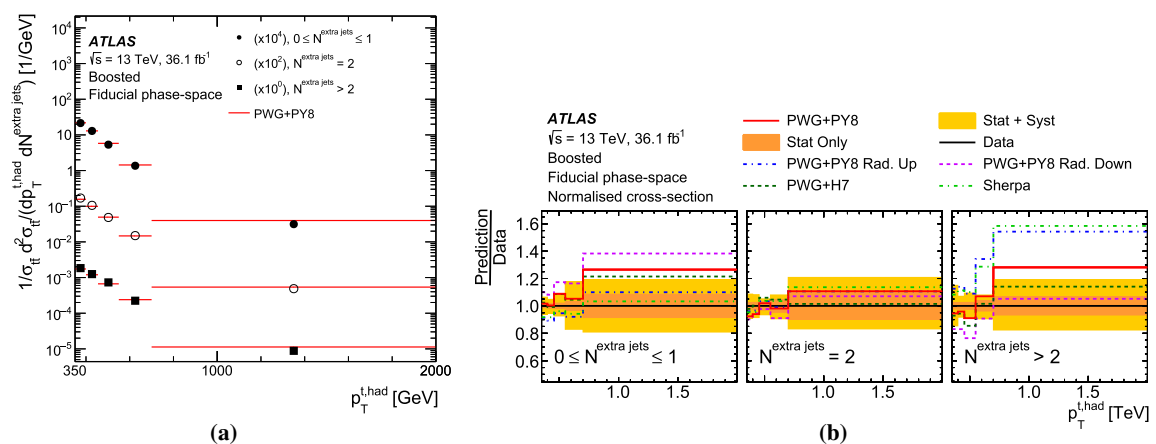 1/σ_tt̄ d²σ_tt̄/(dp_T^{t,had} dN^{extra jets}) [1/GeV]
ATLAS
√s = 13 TeV, 36.1 fb⁻¹
Boosted
Fiducial phase-space
(x10⁴), 0 ≤ N^{extra jets} ≤ 1
(x10²), N^{extra jets} = 2
(x10⁰), N^{extra jets} > 2
PWG+PY8
10⁴
10³
10²
10
1
10⁻¹
10⁻²
10⁻³
10⁻⁴
10⁻⁵
350 1000 2000
p_T^{t,had} [GeV]
(a)
ATLAS
√s = 13 TeV, 36.1 fb⁻¹
Boosted
Fiducial phase-space
Normalised cross-section
PWG+PY8
Stat Only
PWG+PY8 Rad. Up
PWG+H7
Stat + Syst
Data
PWG+PY8 Rad. Down
Sherpa
Prediction
Data
1.6
1.4
1.2
1.0
0.8
0.6
0 ≤ N^{extra jets} ≤ 1
N^{extra jets} = 2
N^{extra jets} > 2
1.0 1.5 1.0 1.5 1.0 1.5
p_T^{t,had} [TeV]
(b)